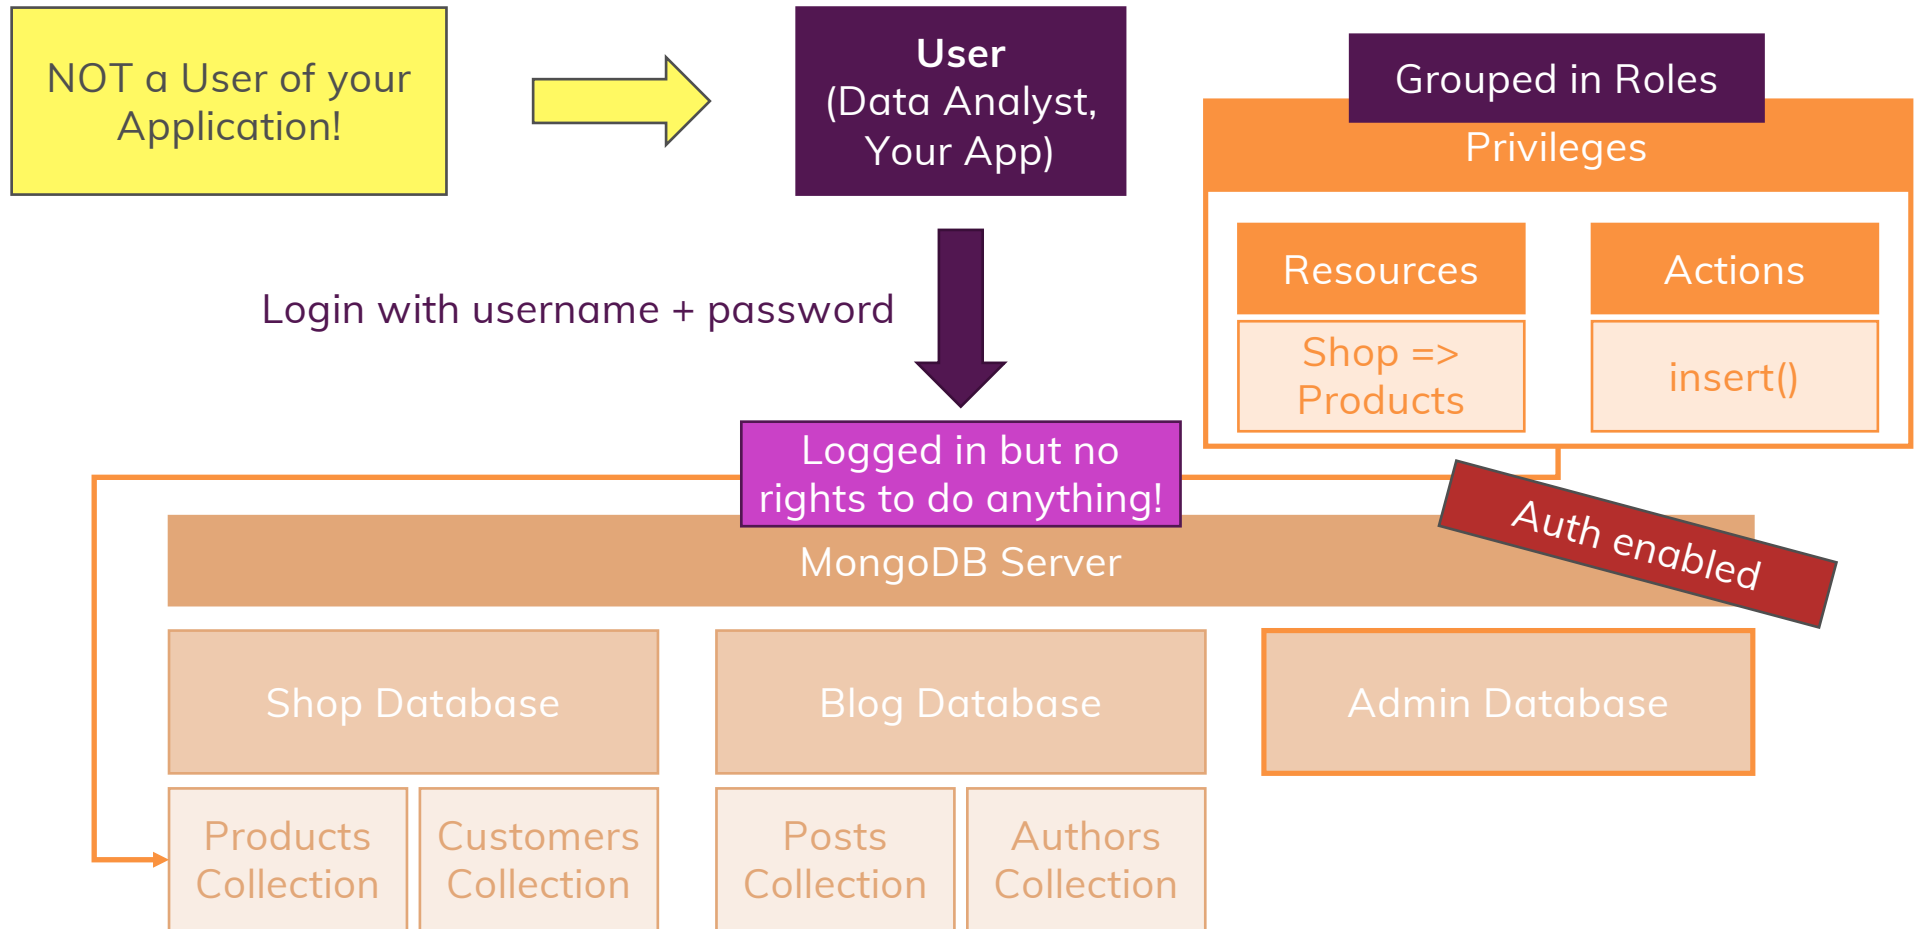 NOT a User of your
Application!
User
(Data Analyst,
Your App)
Grouped in Roles
Privileges
Resources
Actions
Shop =>
Products
insert()
Login with username + password
Logged in but no
rights to do anything!
Auth enabled
MongoDB Server
Shop Database
Blog Database
Admin Database
Products
Collection
Customers
Collection
Posts
Collection
Authors
Collection